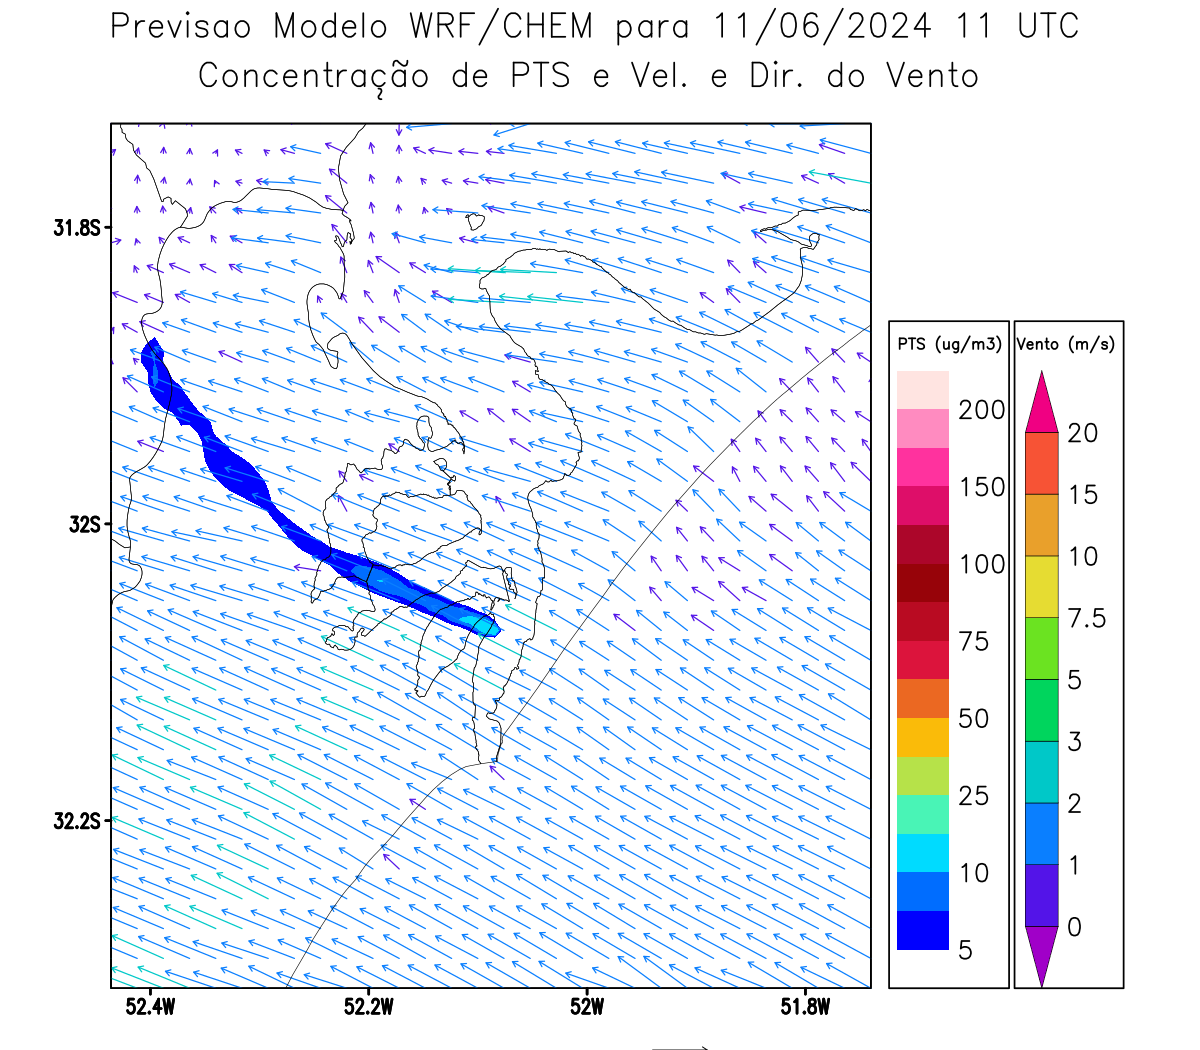 Previsao Modelo WRF/CHEM para 11/06/2024 11 UTC
Concentração de PTS e Vel. e Dir. do Vento
31.8S
32S
32.2S
52.4W 52.2W 52W 51.8W
PTS (ug/m3)
200
150
100
75
50
25
10
5
Vento (m/s)
20
15
10
7.5
5
3
2
1
0